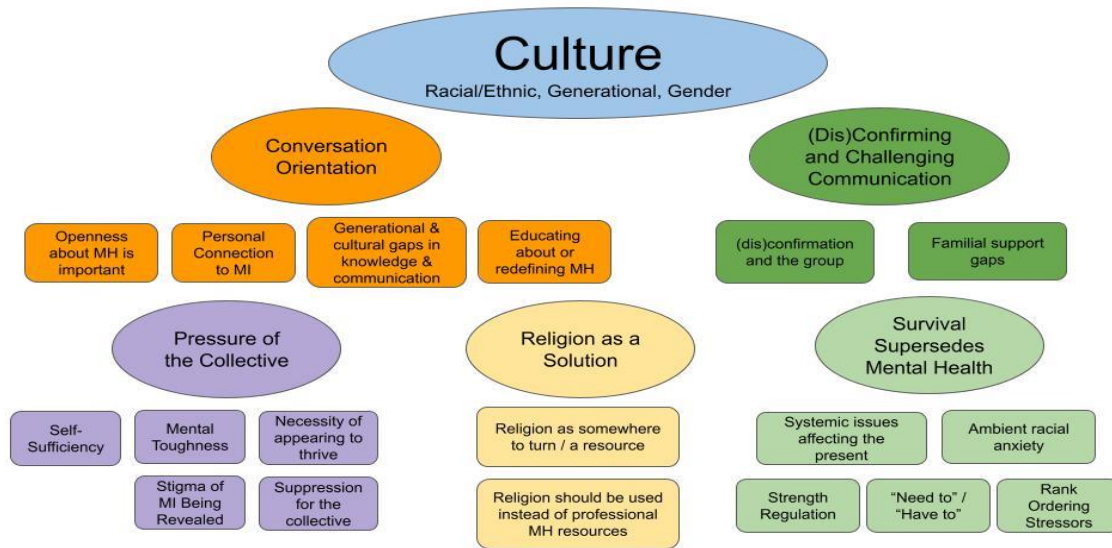 Culture
Racial/Ethnic, Generational, Gender
Conversation
Orientation
(Dis)Confirming
and Challenging
Communication
Openness
about MH is
important
Personal
Connection
to MI
Generational &
cultural gaps in
knowledge &
communication
Educating
about or
redefining MH
(dis)confirmation
and the group
Familial support
gaps
Pressure of
the Collective
Religion as a
Solution
Survival
Supersedes
Mental Health
Self-
Sufficiency
Mental
Toughness
Necessity of
appearing to
thrive
Stigma of
MI Being
Revealed
Suppression
for the
collective
Religion as somewhere
to turn / a resource
Religion should be used
instead of professional
MH resources
Systemic issues
affecting the
present
Ambient racial
anxiety
Strength
Regulation
“Need to” /
“Have to”
Rank
Ordering
Stressors